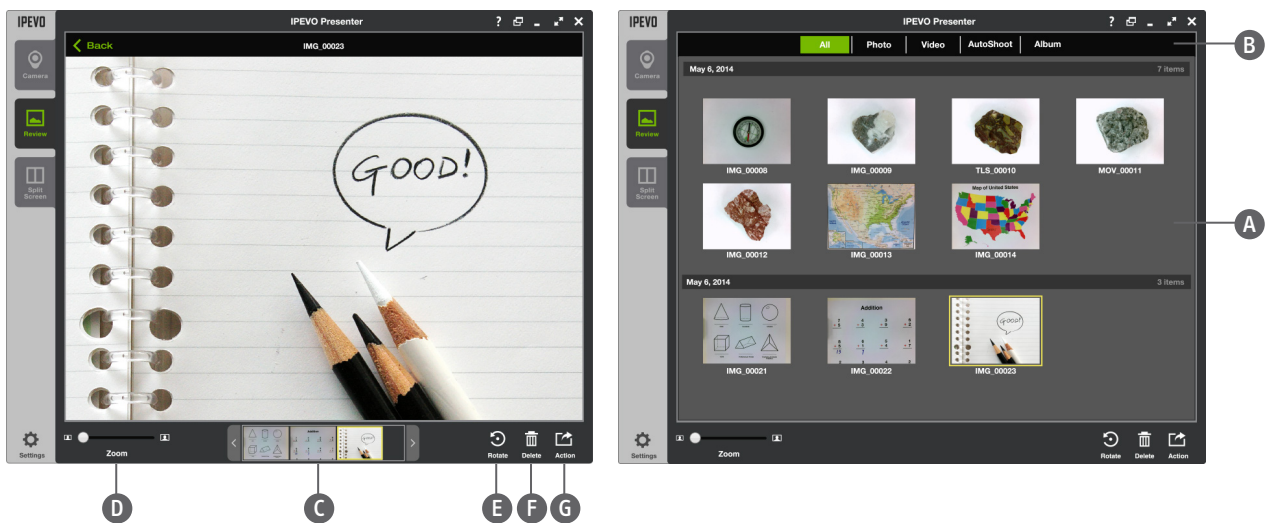 IPEVO
IPEVO Presenter
?
Back
IMG_00023
Camera
Review
Split
Screen
GOOD!
Settings
Zoom
Addition
Rotate
Delete
Action
D
C
E
F
G
IPEVO
IPEVO Presenter
?
All
Photo
Video
AutoShoot
Album
B
Camera
Review
Split
Screen
May 6, 2014
7 items
IMG_00008
IMG_00009
TLS_00010
MOV_00011
Map of United States
A
IMG_00012
IMG_00013
IMG_00014
May 6, 2014
3 items
Addition
GOOD!
IMG_00021
IMG_00022
IMG_00023
Settings
Zoom
Rotate
Delete
Action